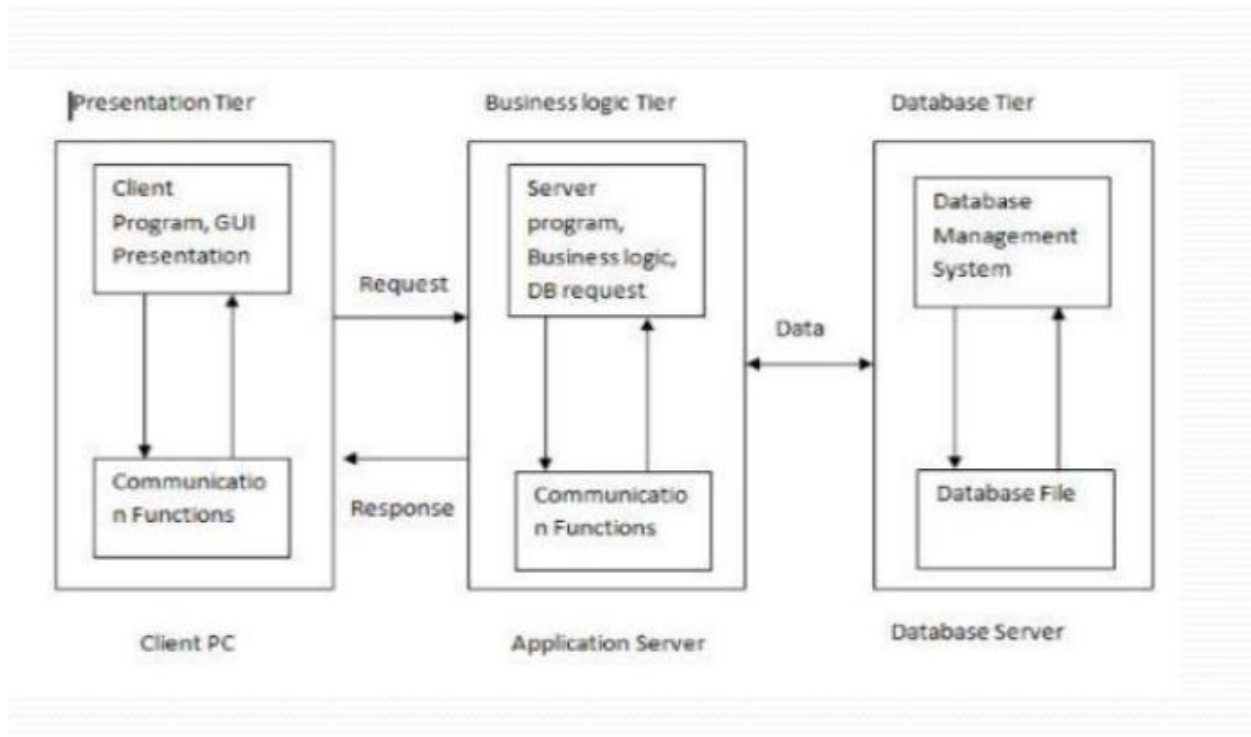 Presentation Tier
Business logic Tier
Database Tier
Client
Program, GUI
Presentation
Server
program,
Business logic,
DB request
Database
Management
System
Request
Data
Communicatio
n Functions
Response
Communicatio
n Functions
Database File
Client PC
Application Server
Database Server